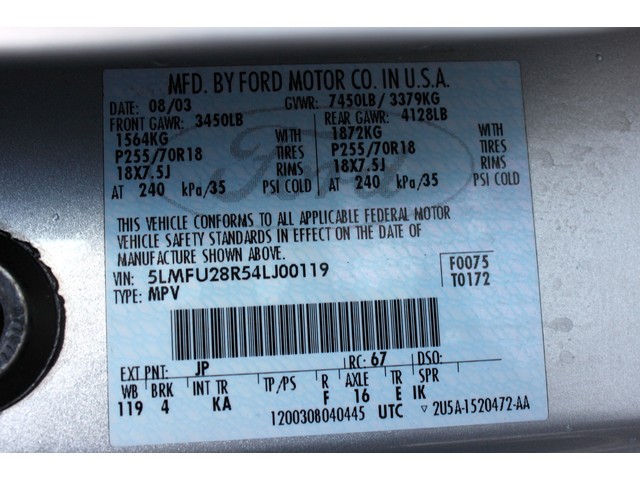 MFD. BY FORD MOTOR CO. IN U.S.A.
DATE: 08/03 GVWR: 7450LB/ 3379KG
FRONT GAWR: 3450LB REAR GAWR: 4128LB
1564KG WITH 1872KG WITH
P255/70R18 TIRES P255/70R18 TIRES
18X7.5J RIMS 18X7.5J RIMS
AT 240 kPa/35 PSI COLD AT 240 kPa/35 PSI COLD
Ford
THIS VEHICLE CONFORMS TO ALL APPLICABLE FEDERAL MOTOR
VEHICLE SAFETY STANDARDS IN EFFECT ON THE DATE OF
MANUFACTURE SHOWN ABOVE.
VIN: 5LMFU28R54LJ00119 F0075
TYPE: MPV T0172
EXT PNT: JP RC: 67 DSO:
WB BRK INT TR TP/PS R AXLE TR SPR
119 4 KA F 16 E IK
1200308040445 UTC ▽ 2U5A-1520472-AA